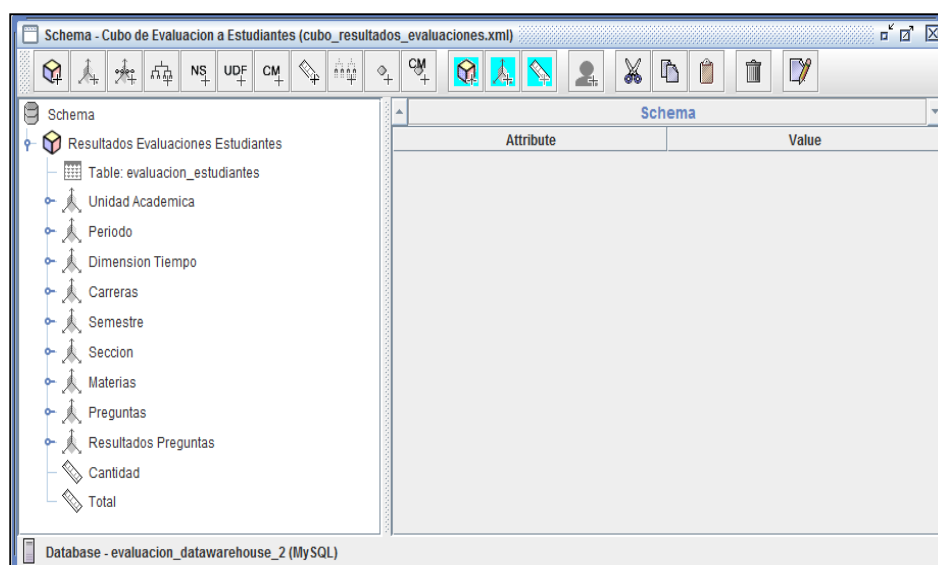 Schema - Cubo de Evaluacion a Estudiantes (cubo_resultados_evaluaciones.xml)
NS UDF CM CM
Schema
Resultados Evaluaciones Estudiantes
Table: evaluacion_estudiantes
Unidad Academica
Periodo
Dimension Tiempo
Carreras
Semestre
Seccion
Materias
Preguntas
Resultados Preguntas
Cantidad
Total
Schema
Attribute Value
Database - evaluacion_datawarehouse_2 (MySQL)